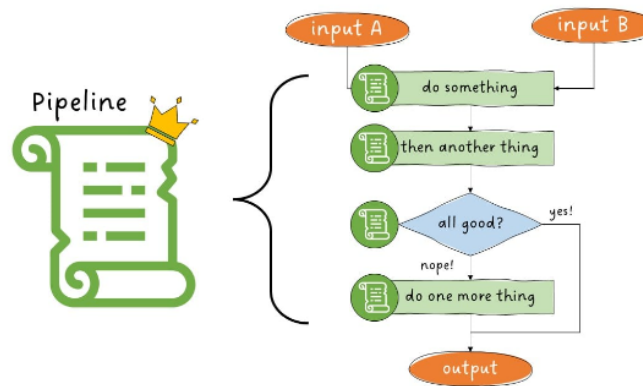 input A
input B
Pipeline
do something
then another thing
all good?
yes!
nope!
do one more thing
output